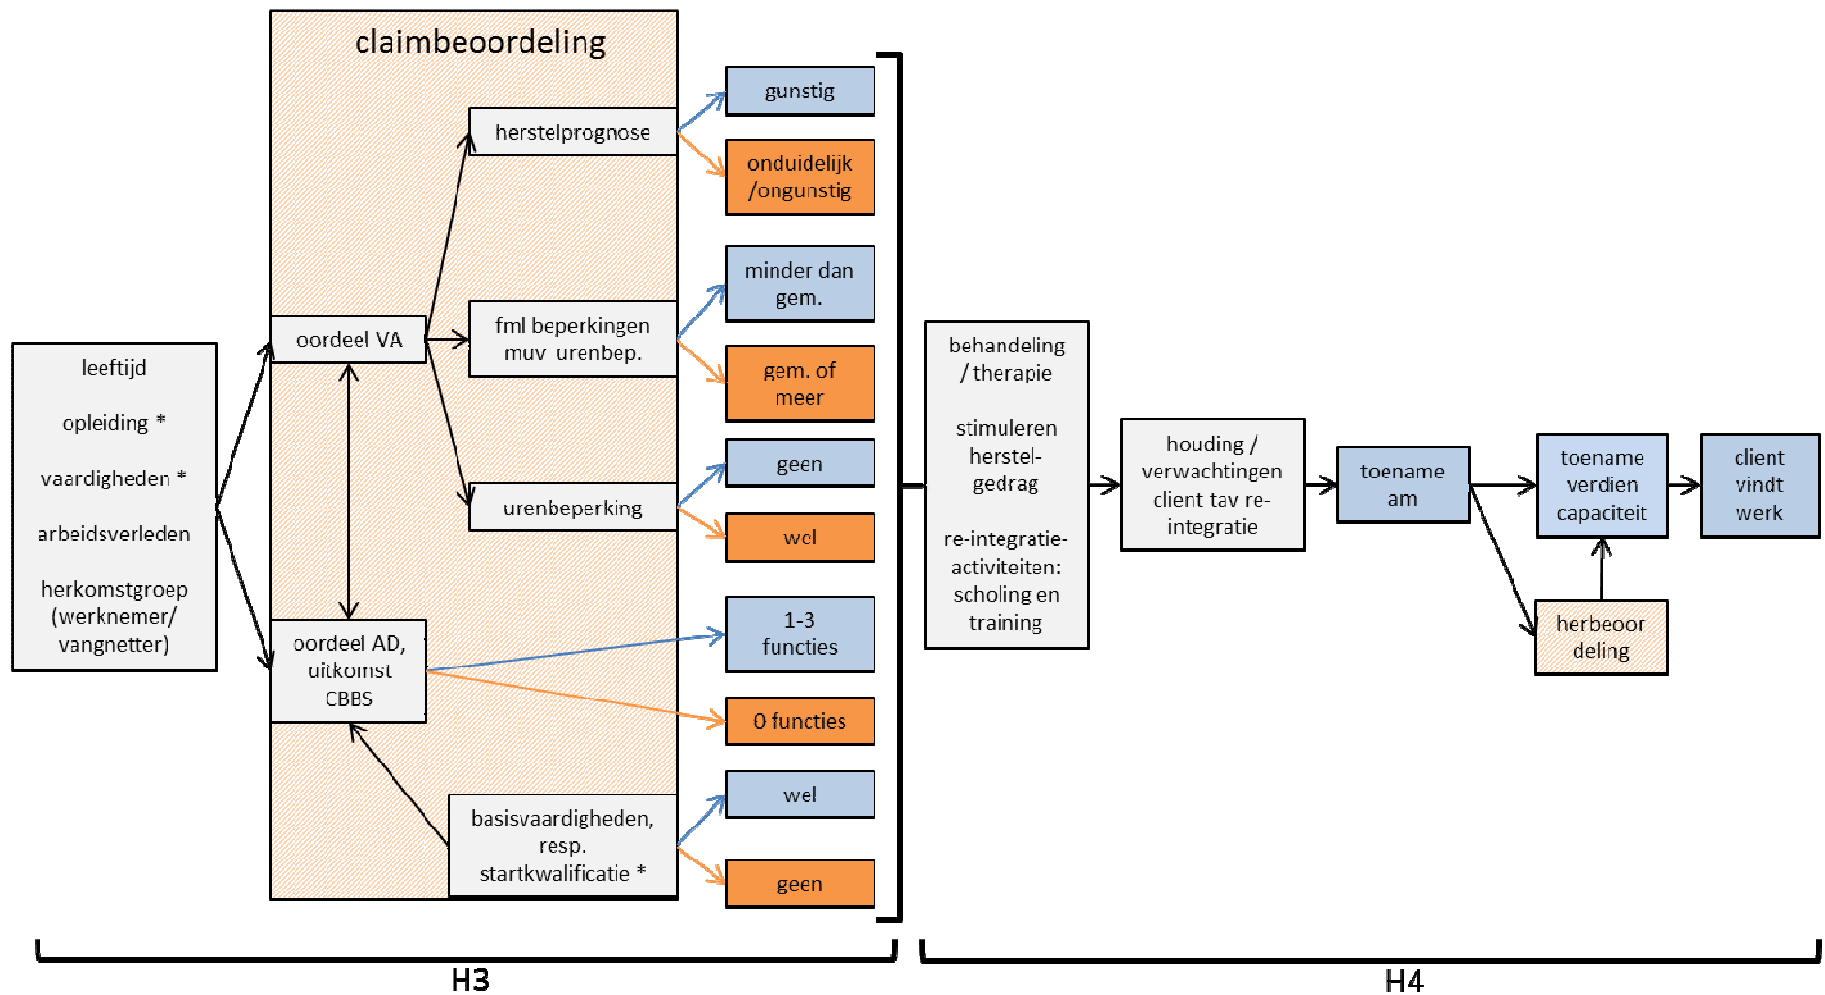 claimbeoordeling
leeftijd
opleiding *
vaardigheden *
arbeidsverleden
herkomstgroep
(werknemer/
vangnetter)
oordeel VA
oordeel AD,
uitkomst
CBBS
herstelprognose
fml beperkingen
muv urenbep.
urenbeperking
basisvaardigheden,
resp.
startkwalificatie *
gunstig
onduidelijk
/ongunstig
minder dan
gem.
gem. of
meer
geen
wel
1-3
functies
0 functies
wel
geen
behandeling
/ therapie
stimuleren
herstel-
gedrag
re-integratie-
activiteiten:
scholing en
training
houding /
verwachtingen
client tav re-
integratie
toename
am
toename
verdien
capaciteit
client
vindt
werk
herbeoor
deling
H3
H4